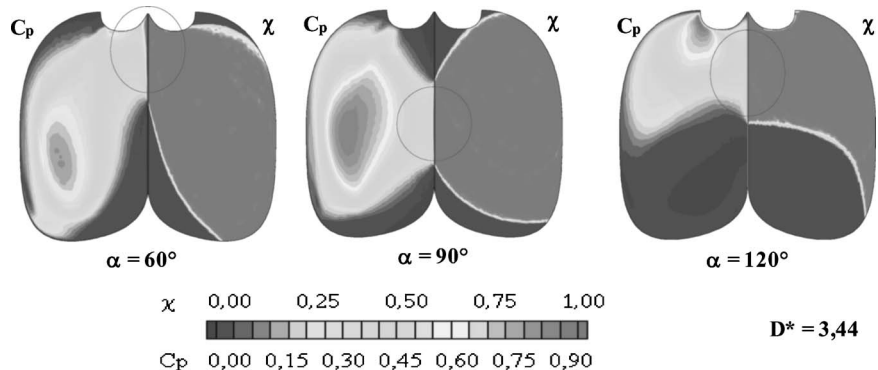 Cₚ χ Cₚ χ Cₚ χ
α = 60° α = 90° α = 120°
χ 0,00 0,25 0,50 0,75 1,00
D* = 3,44
Cp 0,00 0,15 0,30 0,45 0,60 0,75 0,90